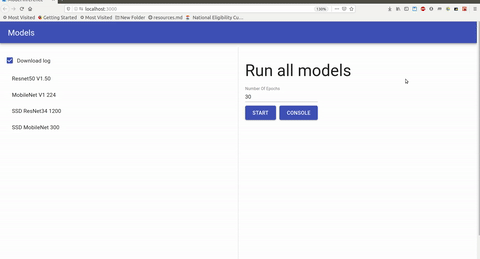 localhost:3000
130%
Most Visited
Getting Started
Most Visited
New Folder
resources.md
National Eligibility Cu...
Models
Download log
Resnet50 V1.50
MobileNet V1 224
SSD ResNet34 1200
SSD MobileNet 300
Run all models
Number Of Epochs
30
START
CONSOLE